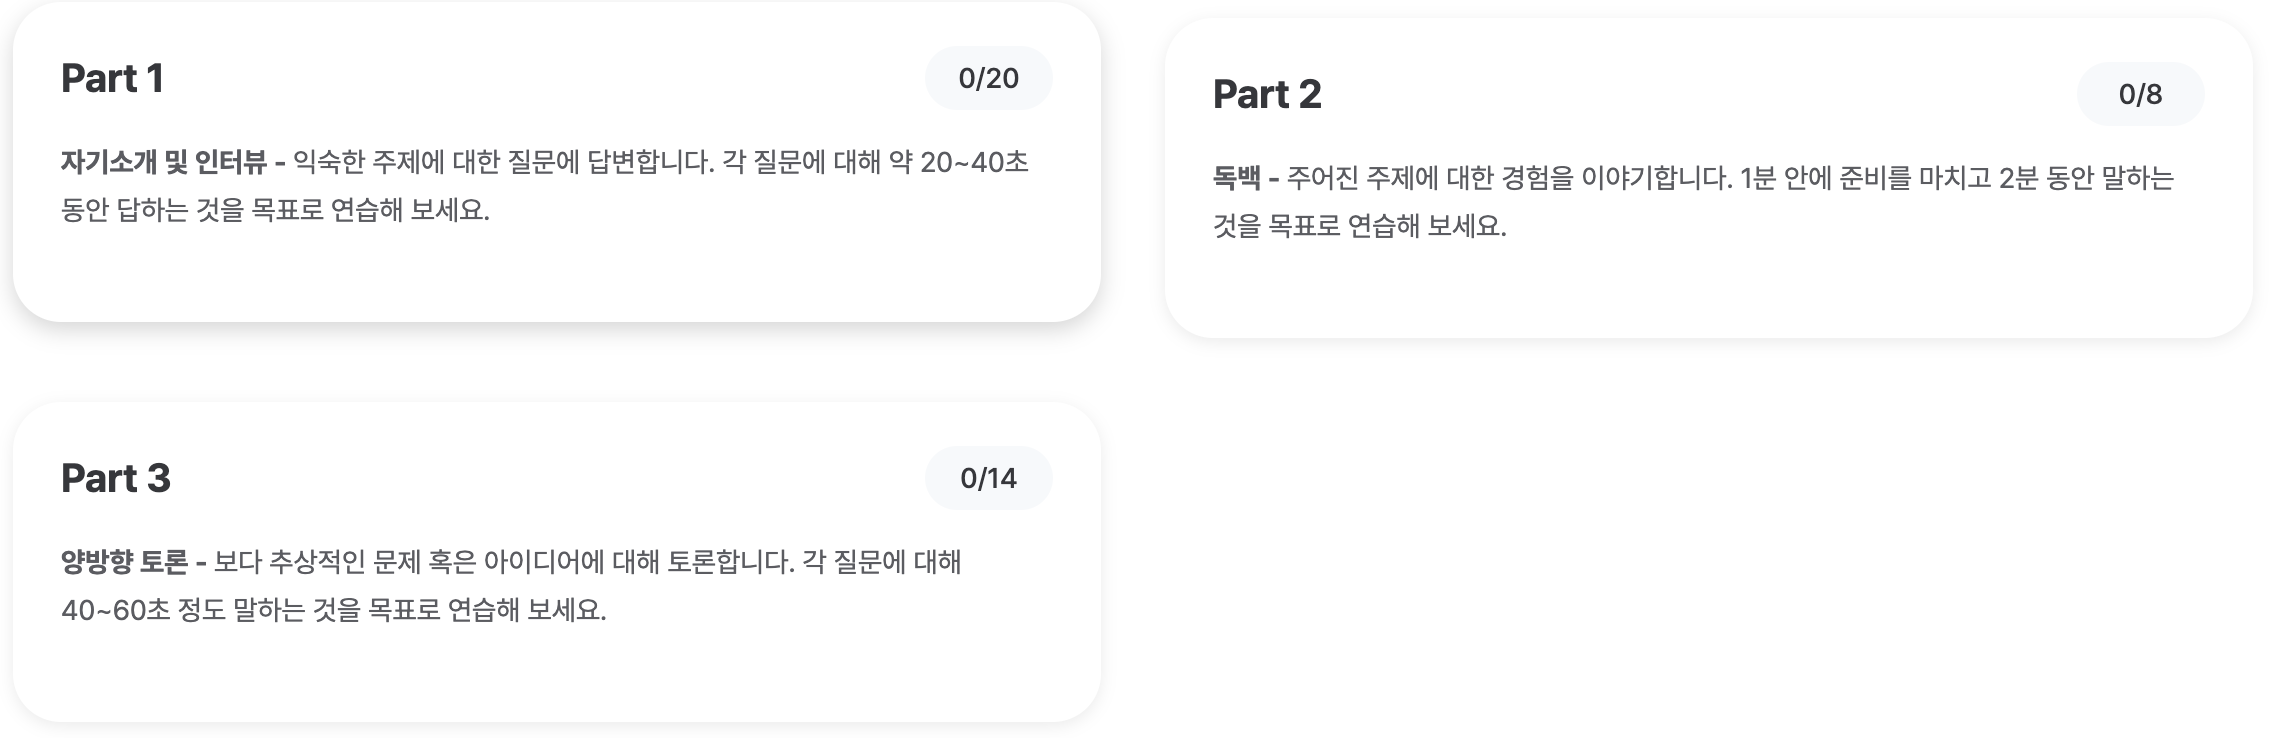 Part 1
0/20
자기소개 및 인터뷰 - 익숙한 주제에 대한 질문에 답변합니다. 각 질문에 대해 약 20~40초
동안 답하는 것을 목표로 연습해 보세요.
Part 2
0/8
독백 - 주어진 주제에 대한 경험을 이야기합니다. 1분 안에 준비를 마치고 2분 동안 말하는
것을 목표로 연습해 보세요.
Part 3
0/14
양방향 토론 - 보다 추상적인 문제 혹은 아이디어에 대해 토론합니다. 각 질문에 대해
40~60초 정도 말하는 것을 목표로 연습해 보세요.